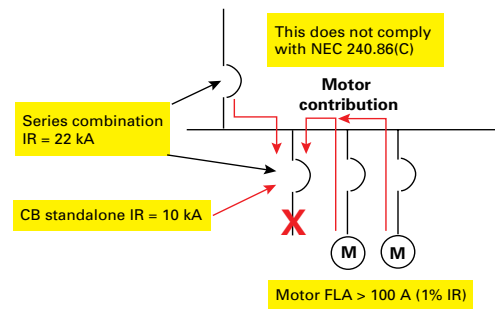 This does not comply
with NEC 240.86(C)
Motor
contribution
Series combination
IR = 22 kA
CB standalone IR = 10 kA
X
M
M
Motor FLA > 100 A (1% IR)